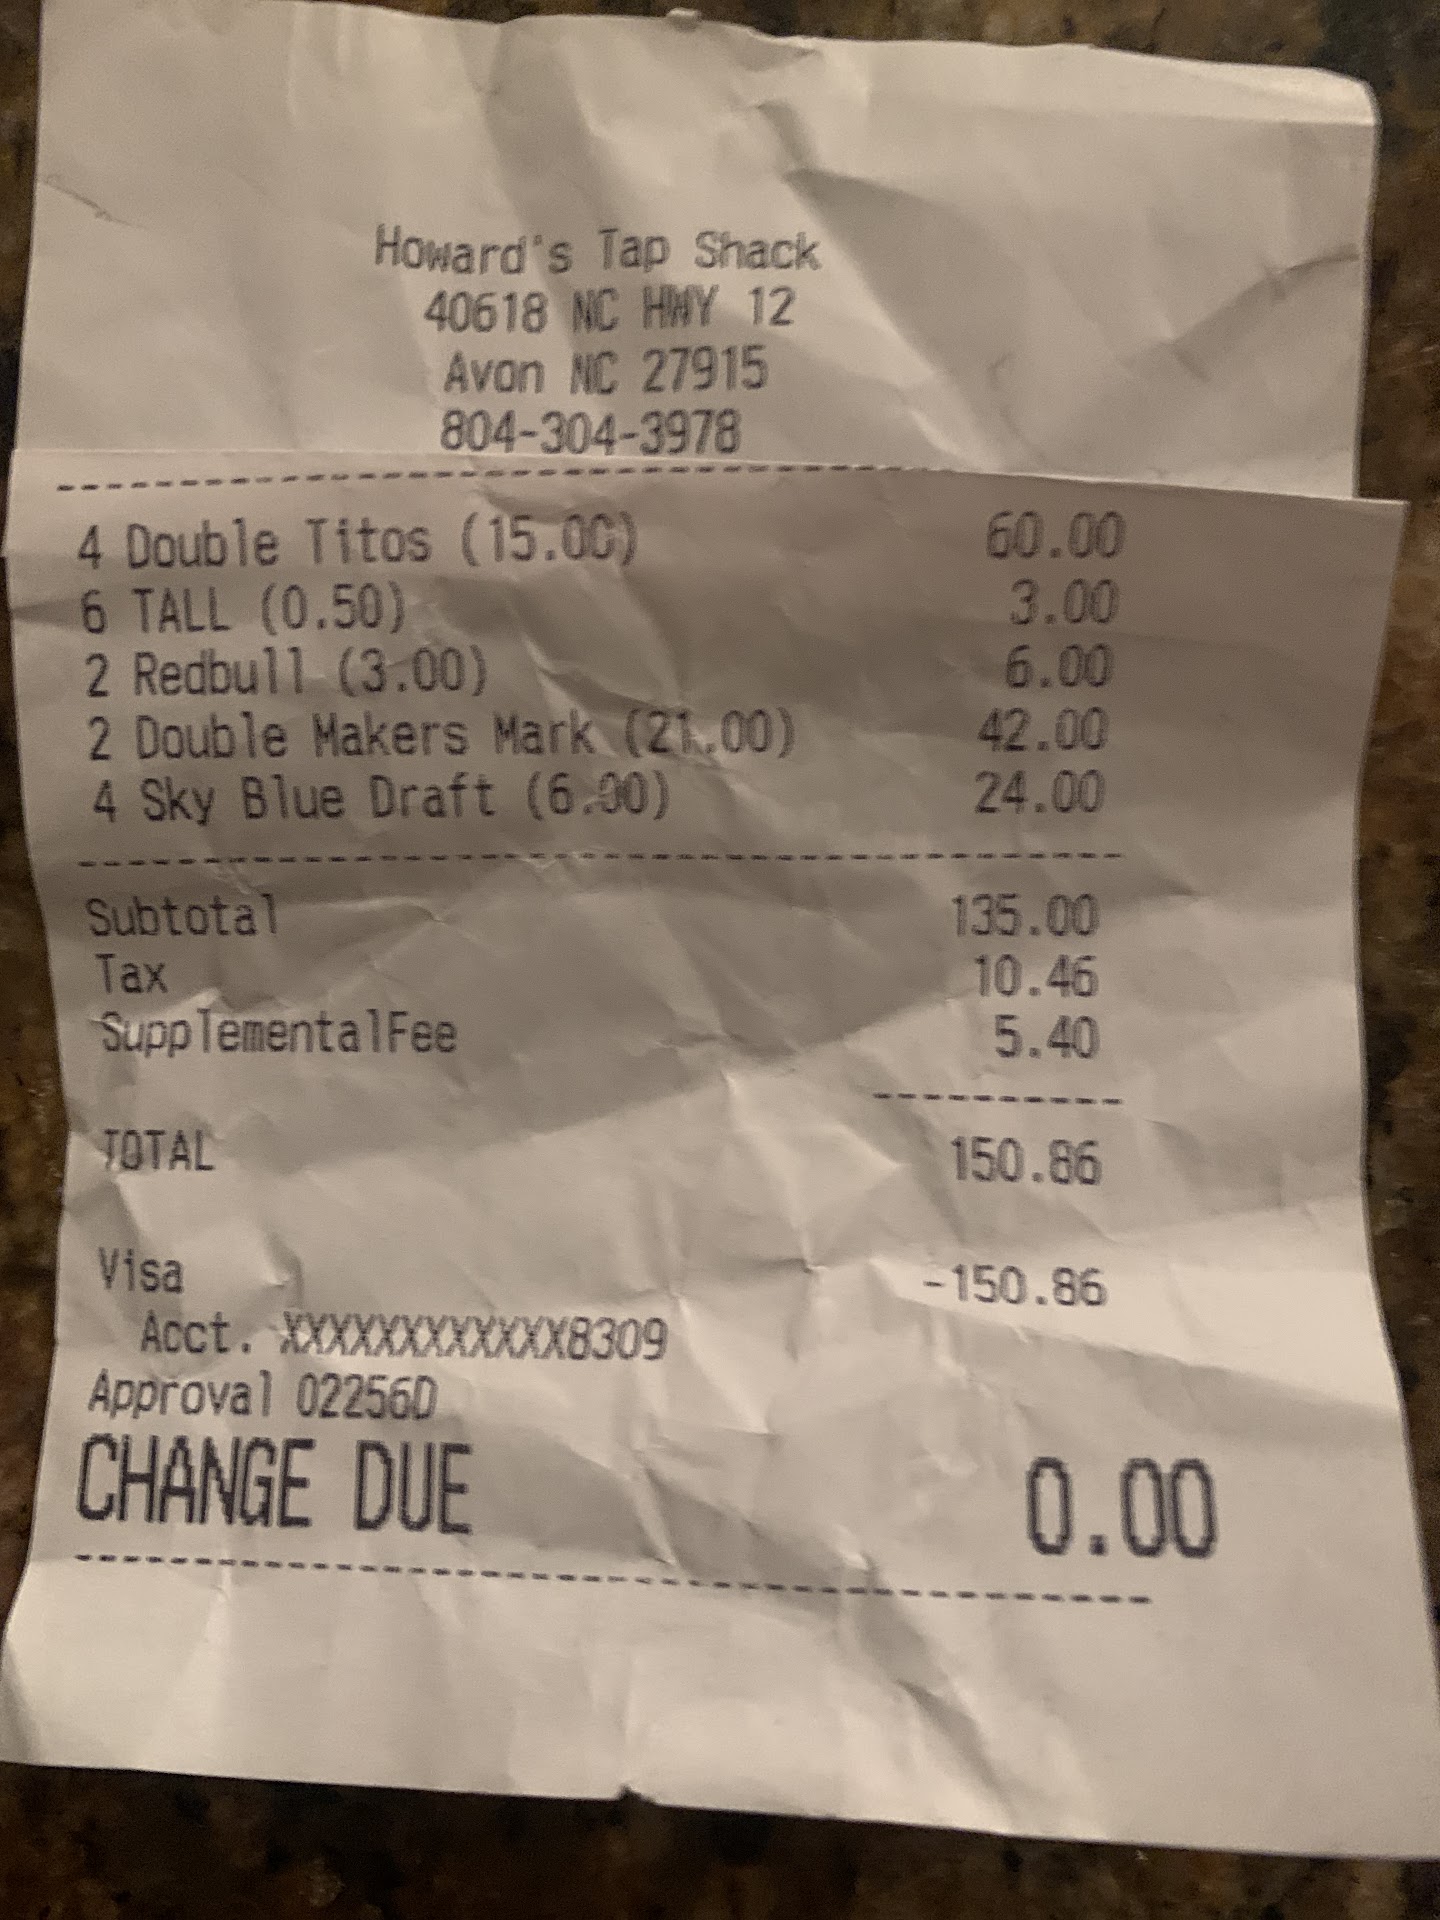 Howard's Tap Shack
40618 NC HWY 12
Avon NC 27915
804-304-3978
4 Double Titos (15.00) 60.00
6 TALL (0.50) 3.00
2 Redbull (3.00) 6.00
2 Double Makers Mark (21.00) 42.00
4 Sky Blue Draft (6.00) 24.00
Subtotal 135.00
Tax 10.46
SupplementalFee 5.40
TOTAL 150.86
Visa -150.86
Acct. XXXXXXXXXXXX8309
Approval 02256D
CHANGE DUE 0.00